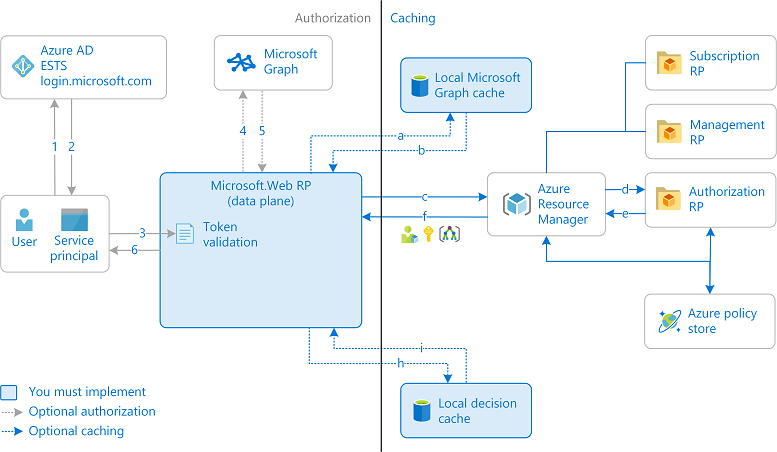 Authorization
Caching
Azure AD
ESTS
login.microsoft.com
Microsoft
Graph
Local Microsoft
Graph cache
Subscription
RP
Management
RP
Authorization
RP
1
2
4
5
a
b
Microsoft.Web RP
(data plane)
Token
validation
User
Service
principal
3
6
c
f
Azure
Resource
Manager
d
e
Azure policy
store
i
h
Local decision
cache
You must implement
Optional authorization
Optional caching